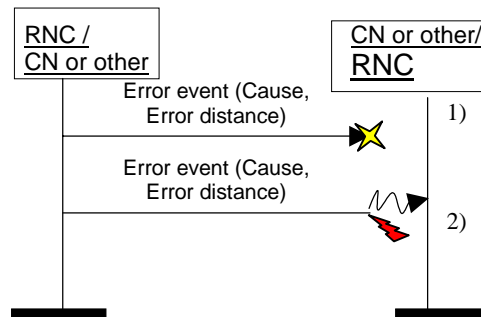 RNC /
CN or other
CN or other/
RNC
Error event (Cause,
Error distance)
1)
Error event (Cause,
Error distance)
2)